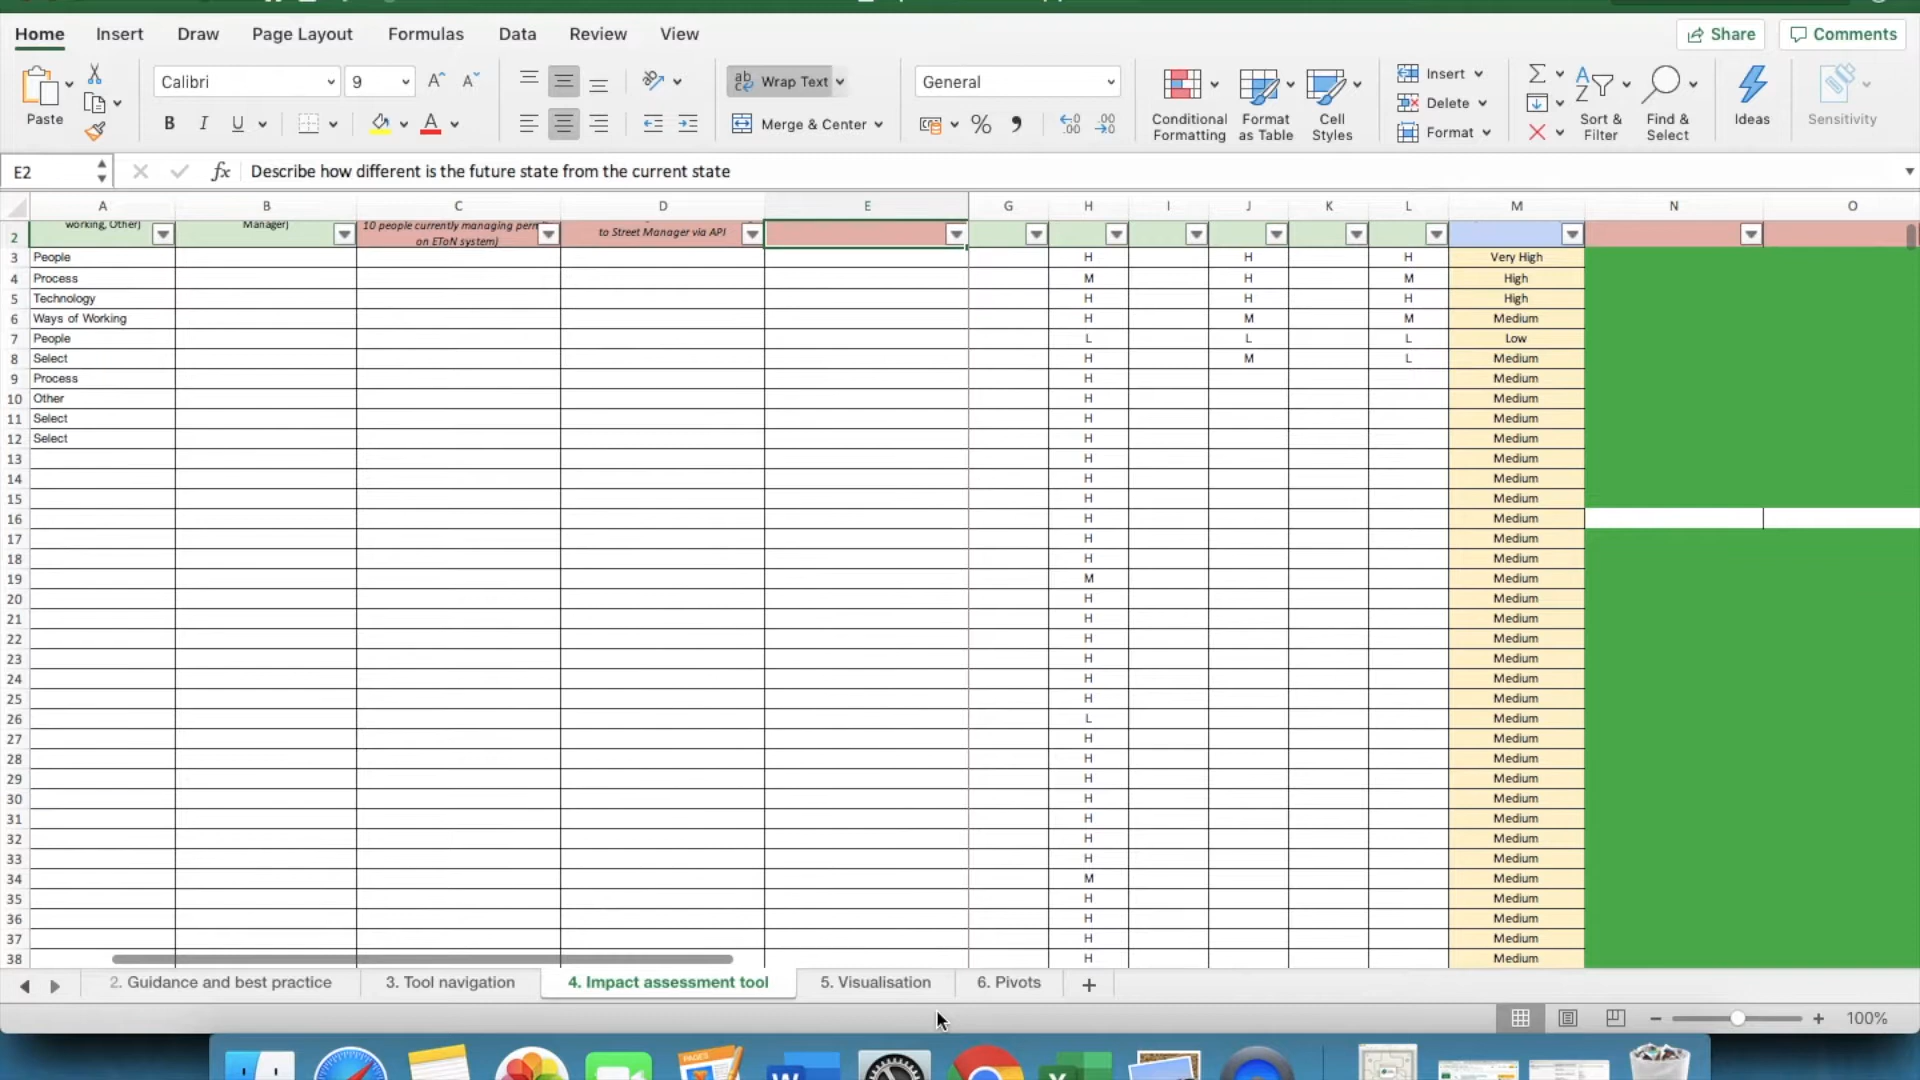 Home Insert Draw Page Layout Formulas Data Review View Share Comments
Paste
Calibri 9 A^ A˅
Wrap Text
General
Conditional Formatting
Format as Table
Cell Styles
Insert
Delete
Format
Sort & Filter
Find & Select
Ideas
Sensitivity
B I U A
Merge & Center
% , .00 .00
E2 fx Describe how different is the future state from the current state
A B C D E G H I J K L M N O
2 working, Other) Manager) 10 people currently managing perm on EToN system) to Street Manager via API
3 People H H H Very High
4 Process M H M High
5 Technology H H H High
6 Ways of Working H M M Medium
7 People L L L Low
8 Select H M L Medium
9 Process H Medium
10 Other H Medium
11 Select H Medium
12 Select H Medium
13 H Medium
14 H Medium
15 H Medium
16 H Medium
17 H Medium
18 H Medium
19 M Medium
20 H Medium
21 H Medium
22 H Medium
23 H Medium
24 H Medium
25 H Medium
26 L Medium
27 H Medium
28 H Medium
29 H Medium
30 H Medium
31 H Medium
32 H Medium
33 H Medium
34 M Medium
35 H Medium
36 H Medium
37 H Medium
38 H Medium
2. Guidance and best practice 3. Tool navigation 4. Impact assessment tool 5. Visualisation 6. Pivots +
− + 100%
PAGES
W
X